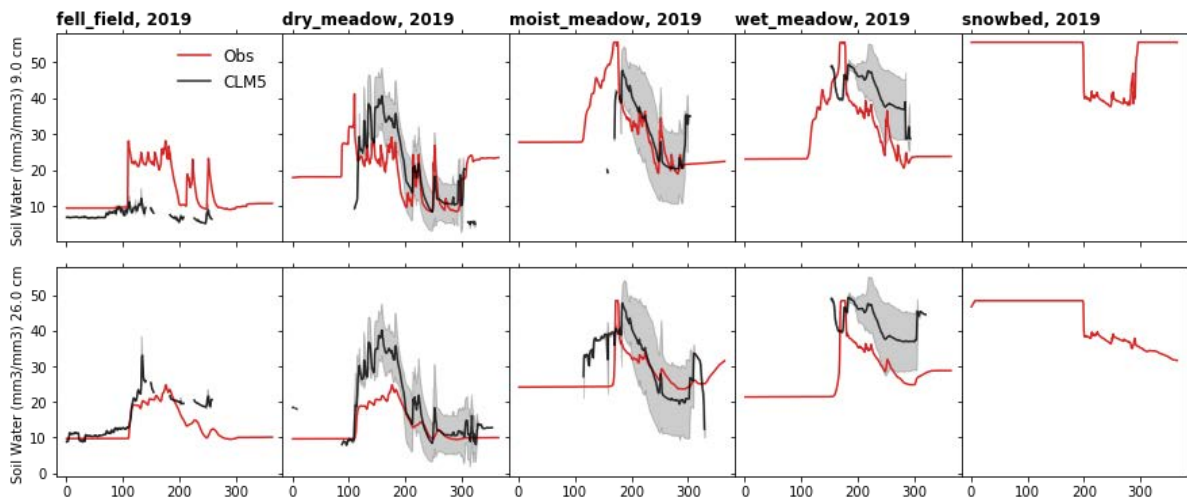 fell_field, 2019 dry_meadow, 2019 moist_meadow, 2019 wet_meadow, 2019 snowbed, 2019
Soil Water (mm3/mm3) 9.0 cm
50
40
30
20
10
Obs
CLM5
Soil Water (mm3/mm3) 26.0 cm
50
40
30
20
10
0
0 100 200 300 0 100 200 300 0 100 200 300 0 100 200 300 0 100 200 300